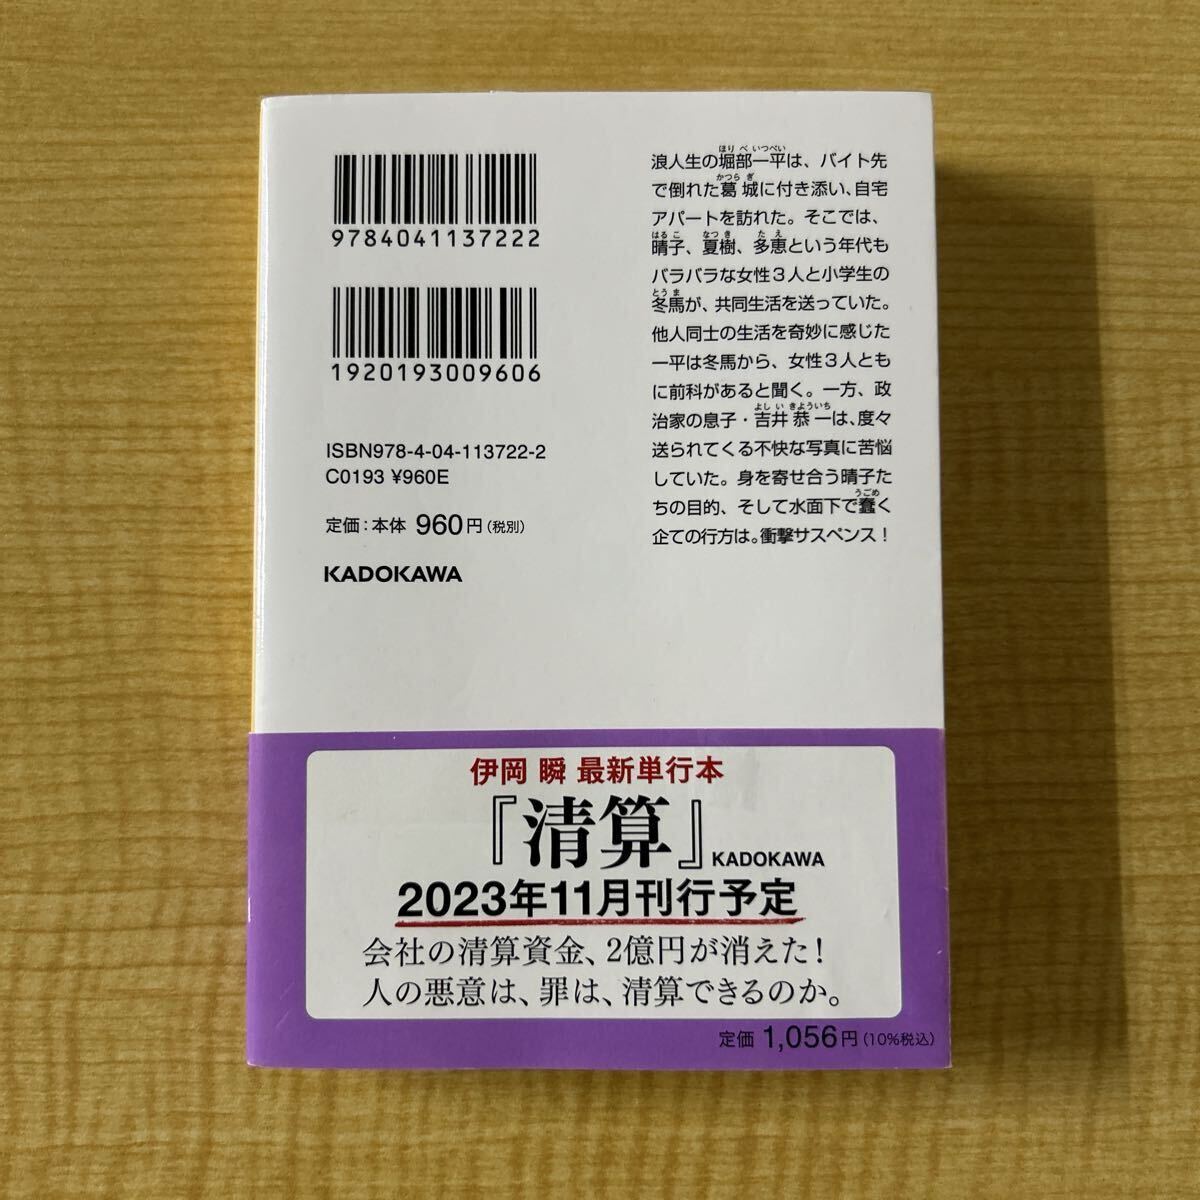 9784041137222
1920193009606
ISBN978-4-04-113722-2
C0193 ¥960E
定価：本体 960円（税別）
KADOKAWA
ほりべいっぺい
浪人生の堀部一平は、バイト先
かつらぎ
で倒れた葛城に付き添い、自宅
アパートを訪れた。そこでは、
はるこ なつき たえ
晴子、夏樹、多恵という年代も
バラバラな女性３人と小学生の
とうま
冬馬が、共同生活を送っていた。
他人同士の生活を奇妙に感じた
一平は冬馬から、女性３人とも
に前科があると聞く。一方、政
よしいきょういち
治家の息子・吉井恭一は、度々
送られてくる不快な写真に苦悩
していた。身を寄せ合う晴子た
うごめ
ちの目的、そして水面下で蠢く
企ての行方は。衝撃サスペンス！
伊岡 瞬 最新単行本
『清算』KADOKAWA
2023年11月刊行予定
会社の清算資金、2億円が消えた！
人の悪意は、罪は、清算できるのか。
定価 1,056円（10%税込）